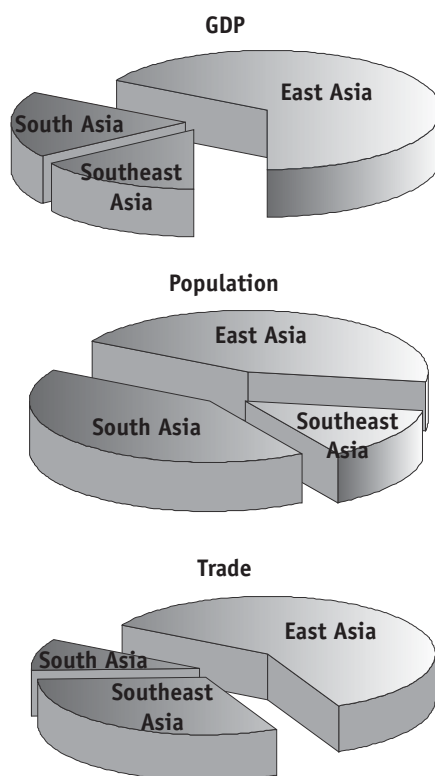 GDP
East Asia
South Asia
Southeast
Asia
Population
East Asia
South Asia
Southeast
Asia
Trade
East Asia
South Asia
Southeast
Asia